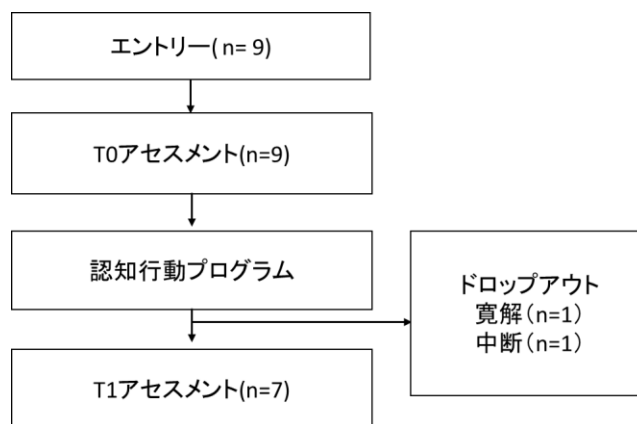 エントリー( n= 9)
T0アセスメント(n=9)
認知行動プログラム
ドロップアウト
寛解(n=1)
中断(n=1)
T1アセスメント(n=7)